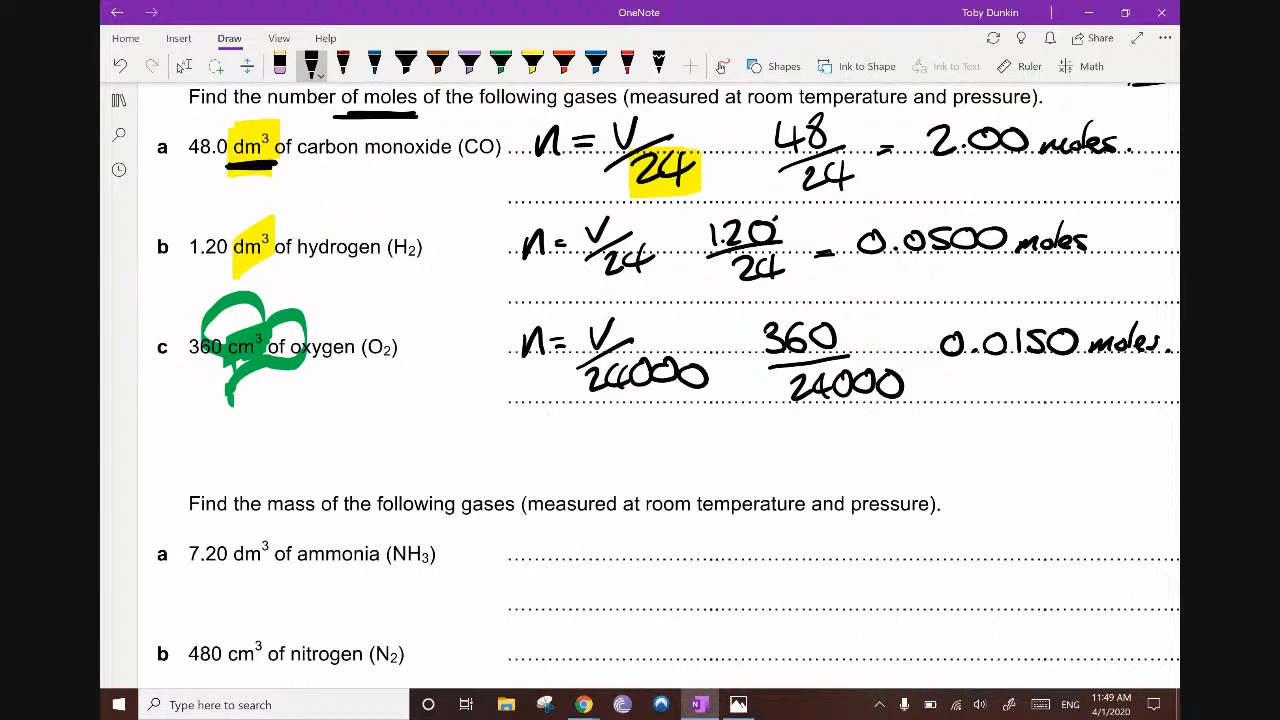 OneNote
Toby Dunkin
Home Insert Draw View Help
Share
Shapes Ink to Shape Ink to Text Ruler Math
Find the number of moles of the following gases (measured at room temperature and pressure).
a 48.0 dm³ of carbon monoxide (CO) n = V/24 48/24 = 2.00 moles.
b 1.20 dm³ of hydrogen (H₂) n = V/24 1.20/24 = 0.0500 moles
c 360 cm³ of oxygen (O₂) n = V/24000 360/24000 0.0150 moles.
Find the mass of the following gases (measured at room temperature and pressure).
a 7.20 dm³ of ammonia (NH₃)
b 480 cm³ of nitrogen (N₂)
Type here to search
ENG
11:49 AM
4/1/2020